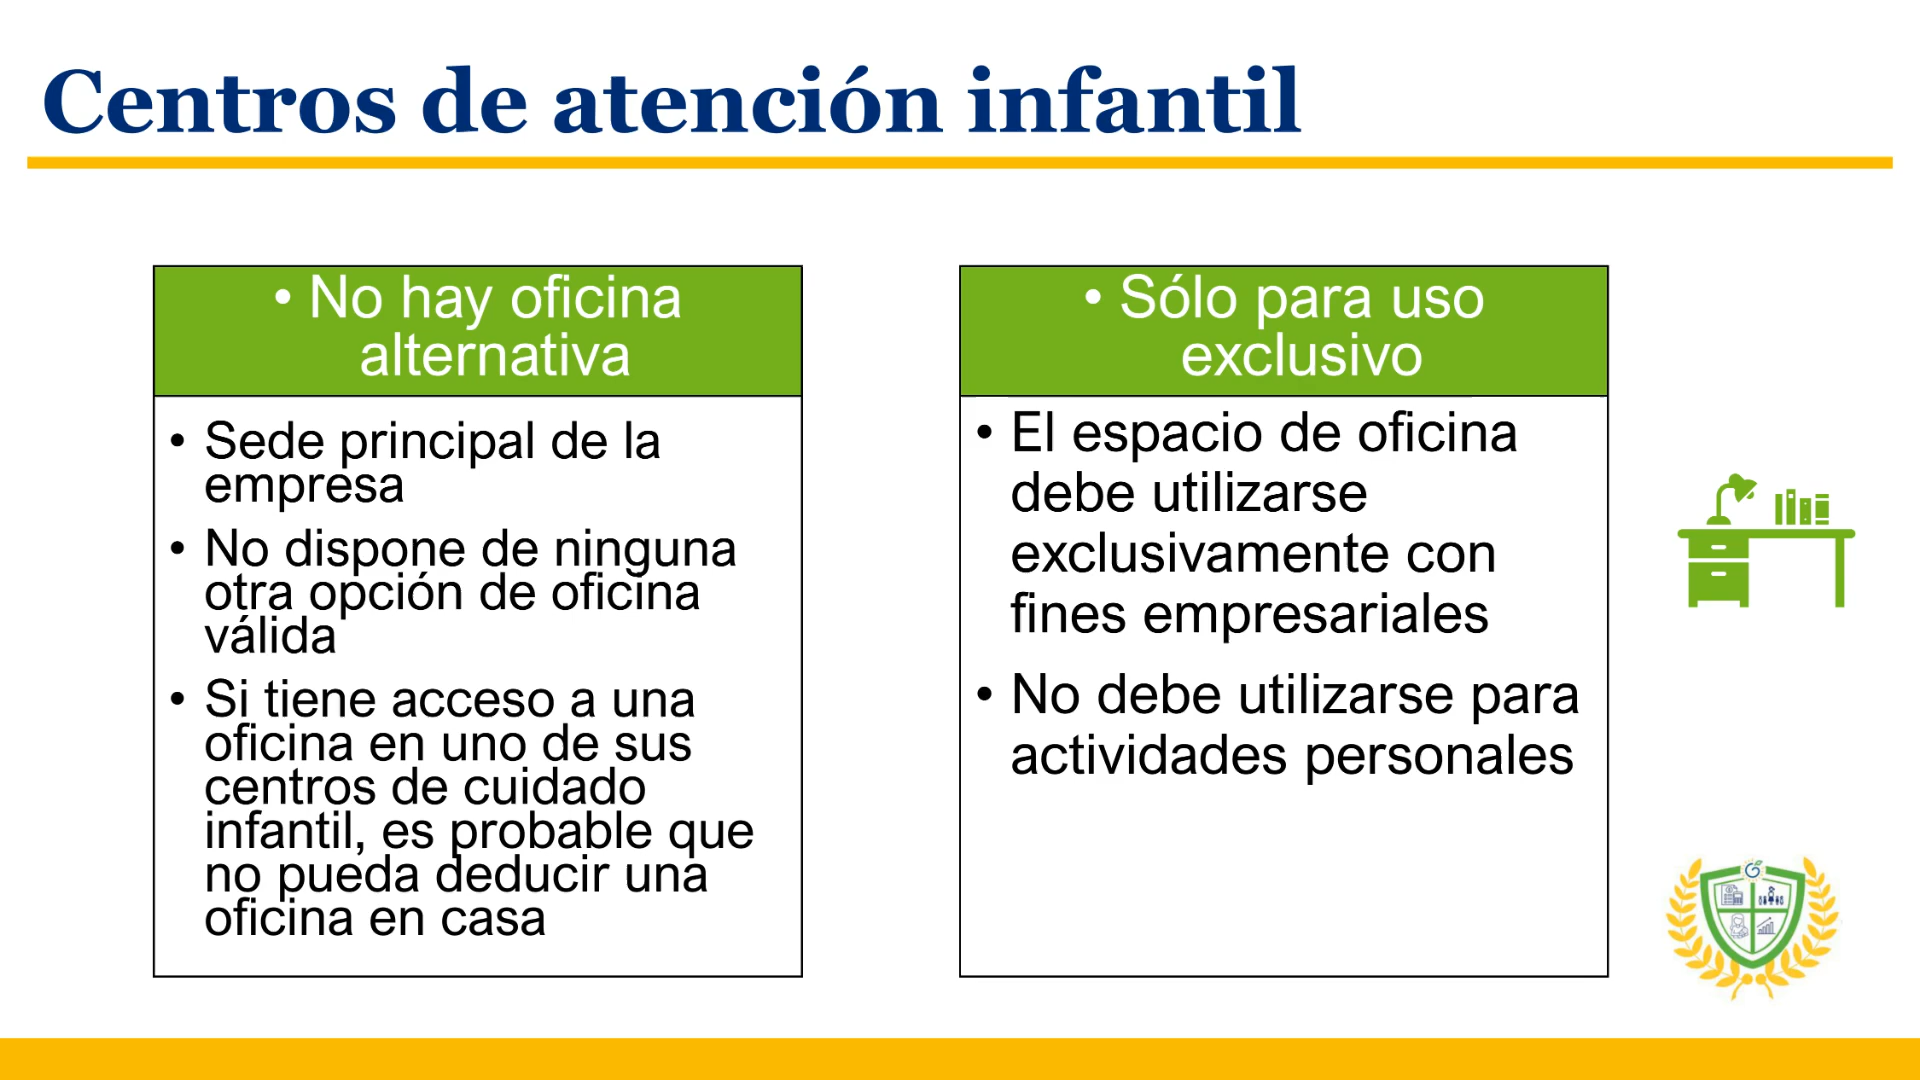 Centros de atención infantil
• No hay oficina
alternativa
• Sede principal de la
empresa
• No dispone de ninguna
otra opción de oficina
válida
• Si tiene acceso a una
oficina en uno de sus
centros de cuidado
infantil, es probable que
no pueda deducir una
oficina en casa
• Sólo para uso
exclusivo
• El espacio de oficina
debe utilizarse
exclusivamente con
fines empresariales
• No debe utilizarse para
actividades personales